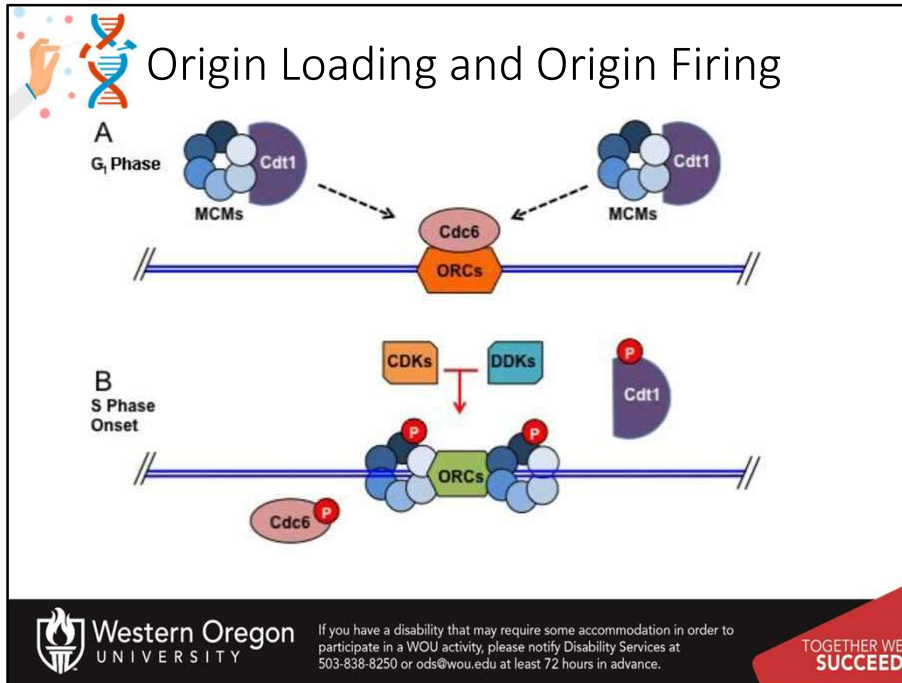 Origin Loading and Origin Firing
A
G₁ Phase
Cdt1
MCMs
Cdt1
MCMs
Cdc6
ORCs
B
S Phase
Onset
CDKs
DDKs
P
Cdt1
P
P
ORCs
Cdc6
P
Western Oregon
UNIVERSITY
If you have a disability that may require some accommodation in order to
participate in a WOU activity, please notify Disability Services at
503-838-8250 or ods@wou.edu at least 72 hours in advance.
TOGETHER WE
SUCCEED